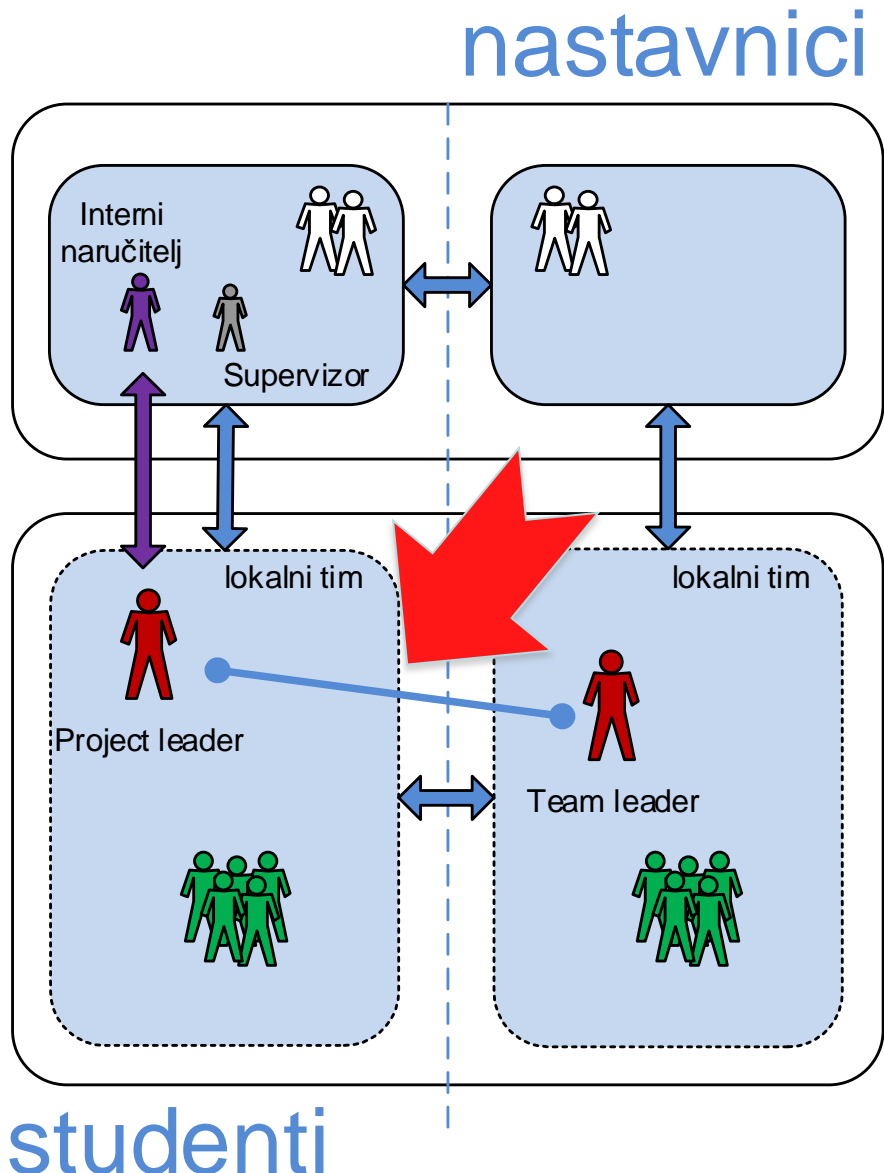 nastavnici
Interni
naručitelj
Supervizor
lokalni tim
lokalni tim
Project leader
Team leader
studenti